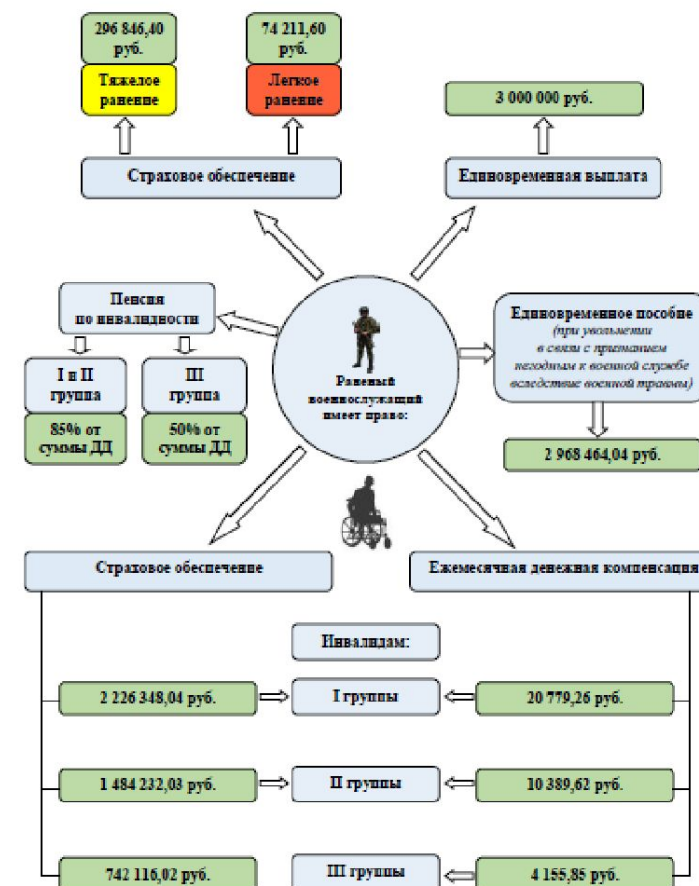 296 846,40
руб.
74 211,60
руб.
Тяжелое
ранение
Легкое
ранение
3 000 000 руб.
Страховое обеспечение
Единовременная выплата
Пенсия
по инвалидности
I и II
группа
III
группа
85% от
суммы ДД
50% от
суммы ДД
Раненый
военнослужащий
имеет право:
Единовременное пособие
(при увольнении
в связи с признанием
негодным к военной службе
вследствие военной травмы)
2 968 464,04 руб.
Страховое обеспечение
Ежемесячная денежная компенсация
Инвалидам:
2 226 348,04 руб.
I группы
20 779,26 руб.
1 484 232,03 руб.
II группы
10 389,62 руб.
742 116,02 руб.
III группы
4 155,85 руб.